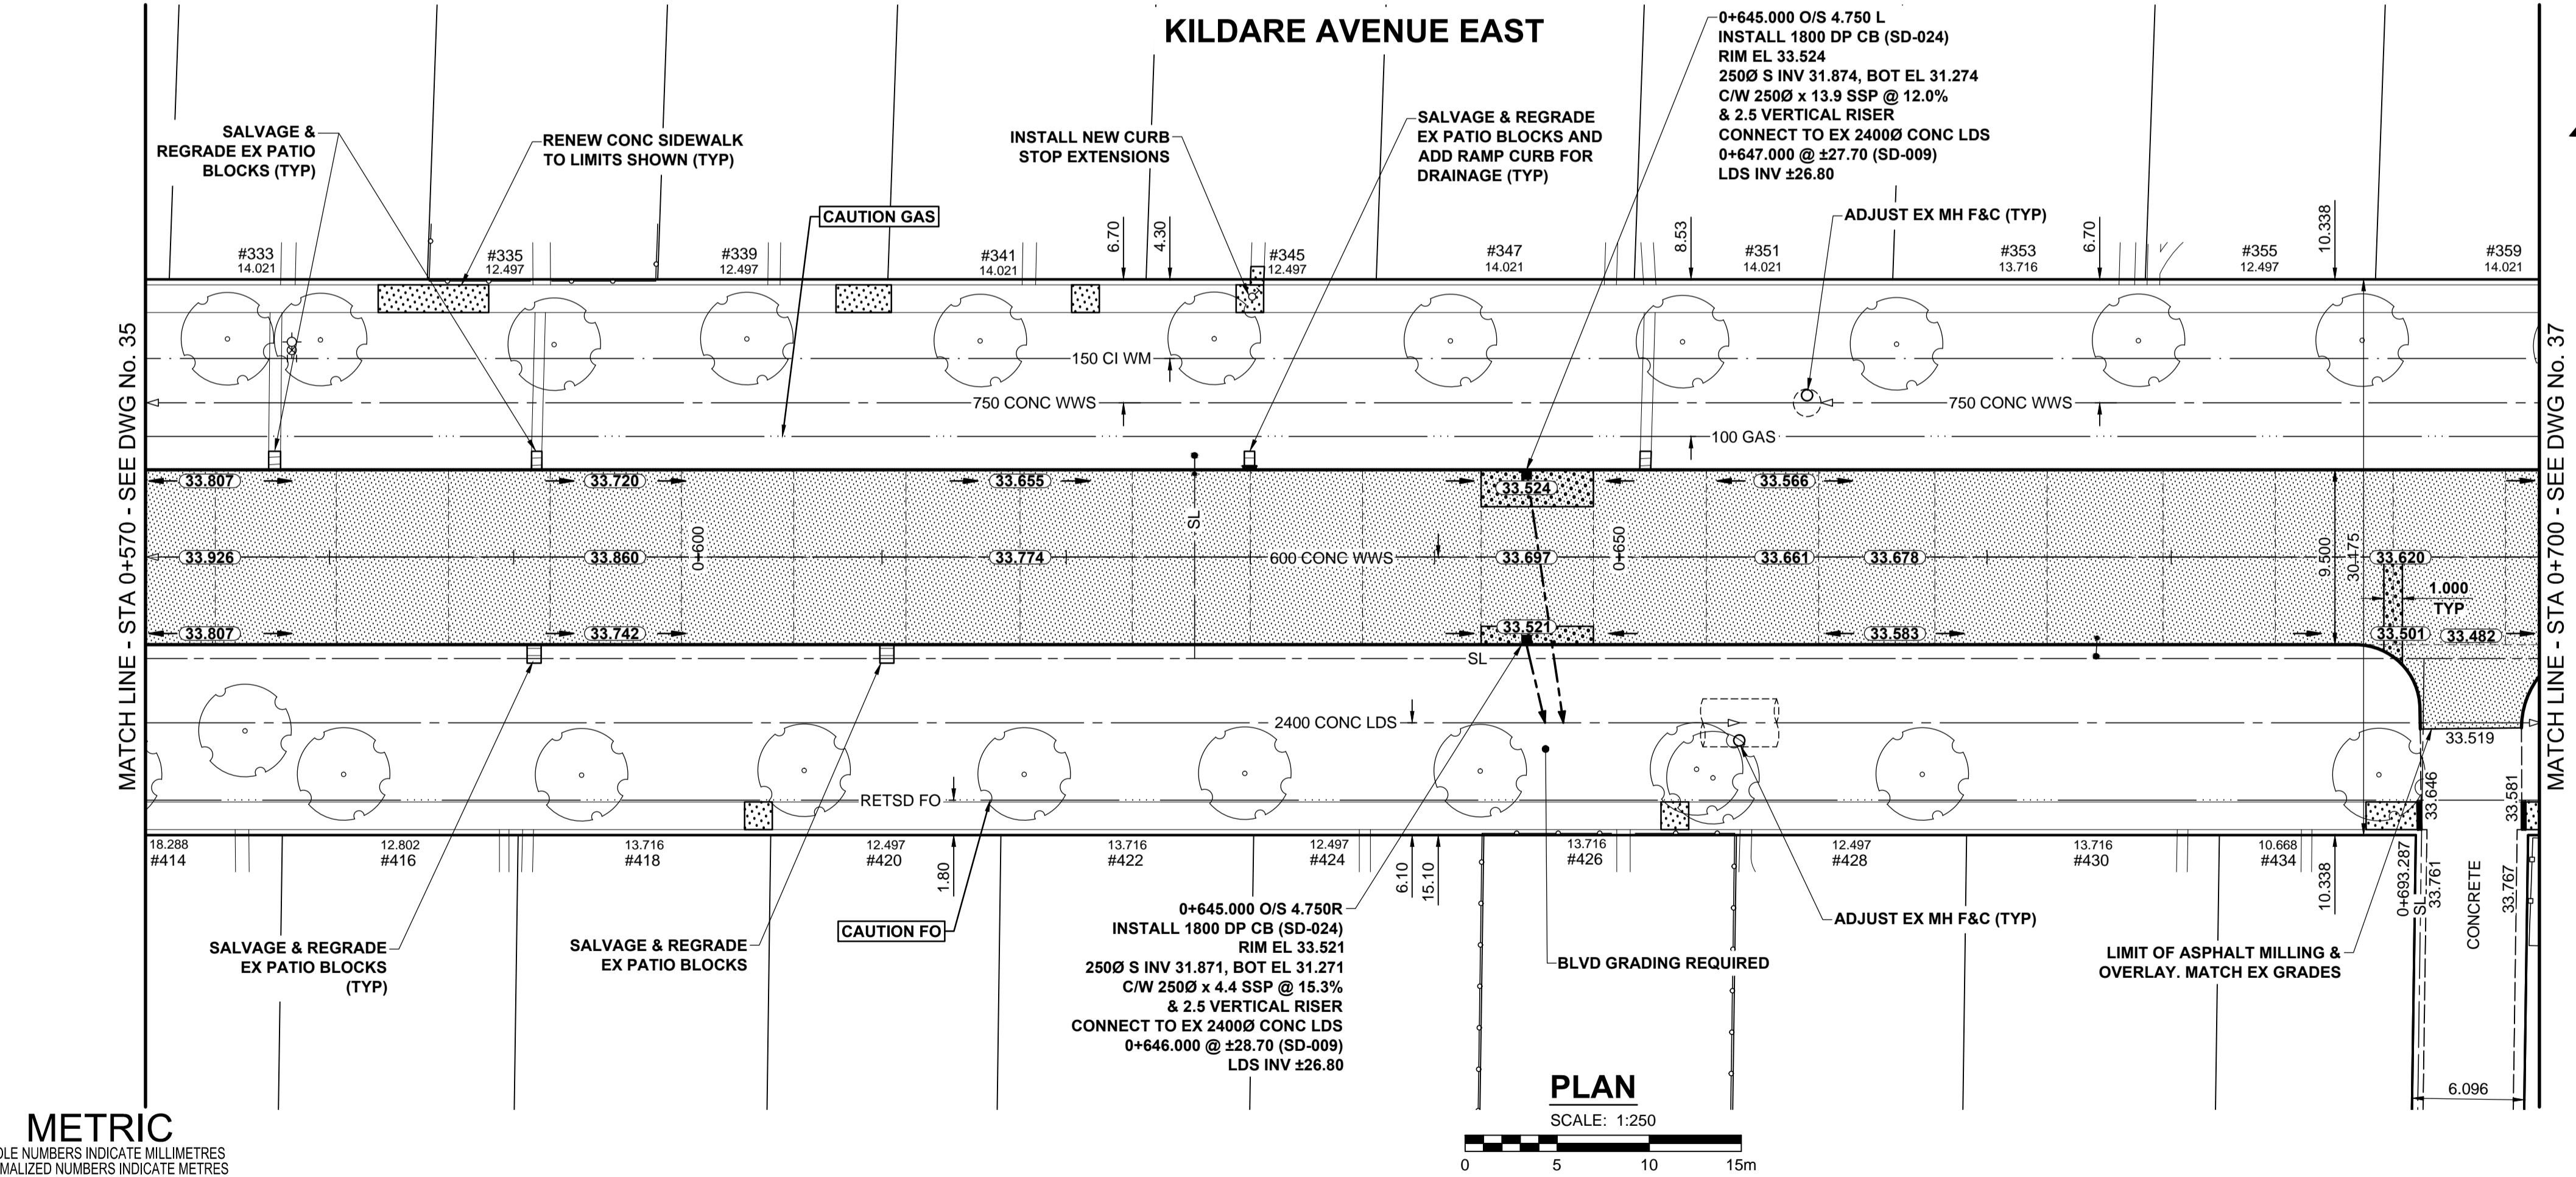 KILDARE AVENUE EAST
0+645.000 O/S 4.750 L
INSTALL 1800 DP CB (SD-024)
RIM EL 33.524
250Ø S INV 31.874, BOT EL 31.274
C/W 250Ø x 13.9 SSP @ 12.0%
& 2.5 VERTICAL RISER
CONNECT TO EX 2400Ø CONC LDS
0+647.000 @ ±27.70 (SD-009)
LDS INV ±26.80
SALVAGE &
REGRADE EX PATIO
BLOCKS (TYP)
RENEW CONC SIDEWALK
TO LIMITS SHOWN (TYP)
INSTALL NEW CURB
STOP EXTENSIONS
SALVAGE & REGRADE
EX PATIO BLOCKS AND
ADD RAMP CURB FOR
DRAINAGE (TYP)
CAUTION GAS
ADJUST EX MH F&C (TYP)
6.70
4.30
8.53
6.70
10.338
#333
14.021
#335
12.497
#339
12.497
#341
14.021
#345
12.497
#347
14.021
#351
14.021
#353
13.716
#355
12.497
#359
14.021
MATCH LINE - STA 0+570 - SEE DWG No. 35
MATCH LINE - STA 0+700 - SEE DWG No. 37
150 CI WM
750 CONC WWS
750 CONC WWS
100 GAS
33.807
33.720
33.655
33.524
33.566
SL
0+600
0+650
9.500
30.175
33.926
33.860
33.774
600 CONC WWS
33.697
33.661
33.678
33.620
1.000
TYP
33.807
33.742
33.521
33.583
33.501
33.482
SL
2400 CONC LDS
33.519
RETSD FO
33.646
33.581
18.288
#414
12.802
#416
13.716
#418
12.497
#420
13.716
#422
12.497
#424
13.716
#426
12.497
#428
13.716
#430
10.668
#434
1.80
6.10
15.10
10.338
0+693.287
SL
33.761
CONCRETE
33.767
CAUTION FO
0+645.000 O/S 4.750R
INSTALL 1800 DP CB (SD-024)
RIM EL 33.521
250Ø S INV 31.871, BOT EL 31.271
C/W 250Ø x 4.4 SSP @ 15.3%
& 2.5 VERTICAL RISER
CONNECT TO EX 2400Ø CONC LDS
0+646.000 @ ±28.70 (SD-009)
LDS INV ±26.80
SALVAGE & REGRADE
EX PATIO BLOCKS
(TYP)
SALVAGE & REGRADE
EX PATIO BLOCKS
ADJUST EX MH F&C (TYP)
BLVD GRADING REQUIRED
LIMIT OF ASPHALT MILLING &
OVERLAY. MATCH EX GRADES
6.096
PLAN
SCALE: 1:250
0 5 10 15m
METRIC
NUMBERS INDICATE MILLIMETRES
NUMBERS INDICATE METRES